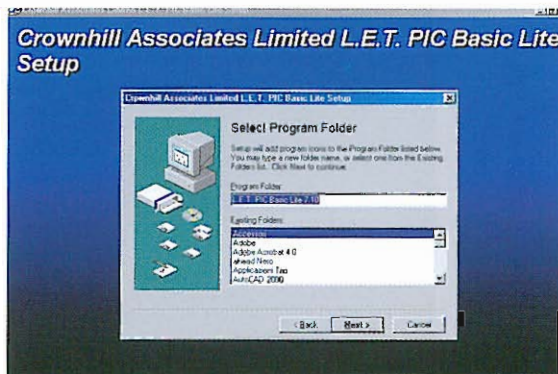 Crownhill Associates Limited L.E.T. PIC Basic Lite
Setup
Crownhill Associates Limited L.E.T. PIC Basic Lite Setup
Select Program Folder
Setup will add program icons to the Program Folder listed below.
You may type a new folder name, or select one from the Existing
Folders list. Click Next to continue.
Program Folder:
L.E.T. PIC Basic Lite 7.10
Existing Folders:
Accessori
Adobe
Adobe Acrobat 4.0
ahead Nero
AutoCAD 2000
< Back
Next >
Cancel